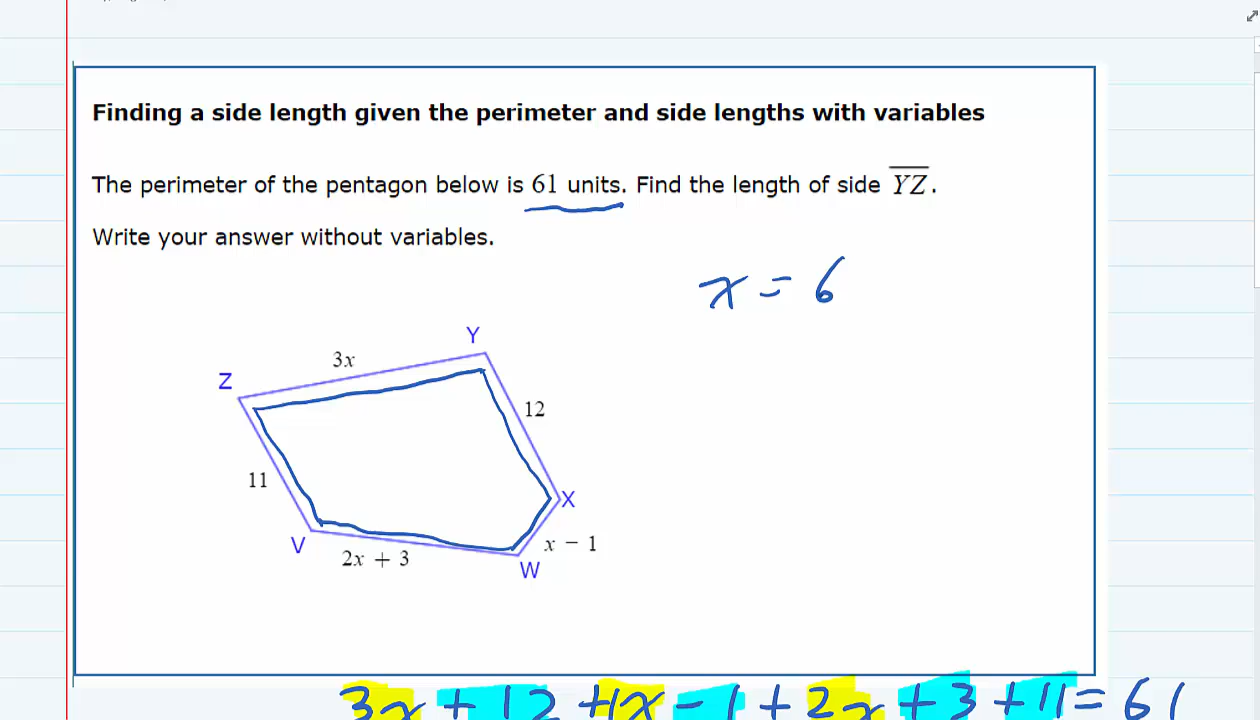 Finding a side length given the perimeter and side lengths with variables
The perimeter of the pentagon below is 61 units. Find the length of side YZ.
Write your answer without variables.
x = 6
Y
3x
Z
12
11
X
V
x − 1
2x + 3
W
3x + 12 + 1x − 1 + 2x + 3 + 11 = 61